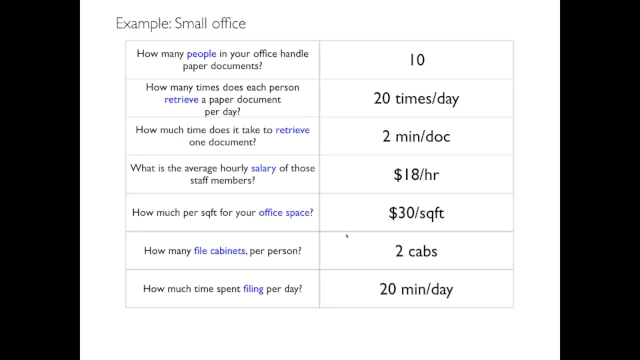 Example: Small office
How many people in your office handle
paper documents?
10
How many times does each person
retrieve a paper document
per day?
20 times/day
How much time does it take to retrieve
one document?
2 min/doc
What is the average hourly salary of those
staff members?
$18/hr
How much per sqft for your office space?
$30/sqft
How many file cabinets, per person?
2 cabs
How much time spent filing per day?
20 min/day